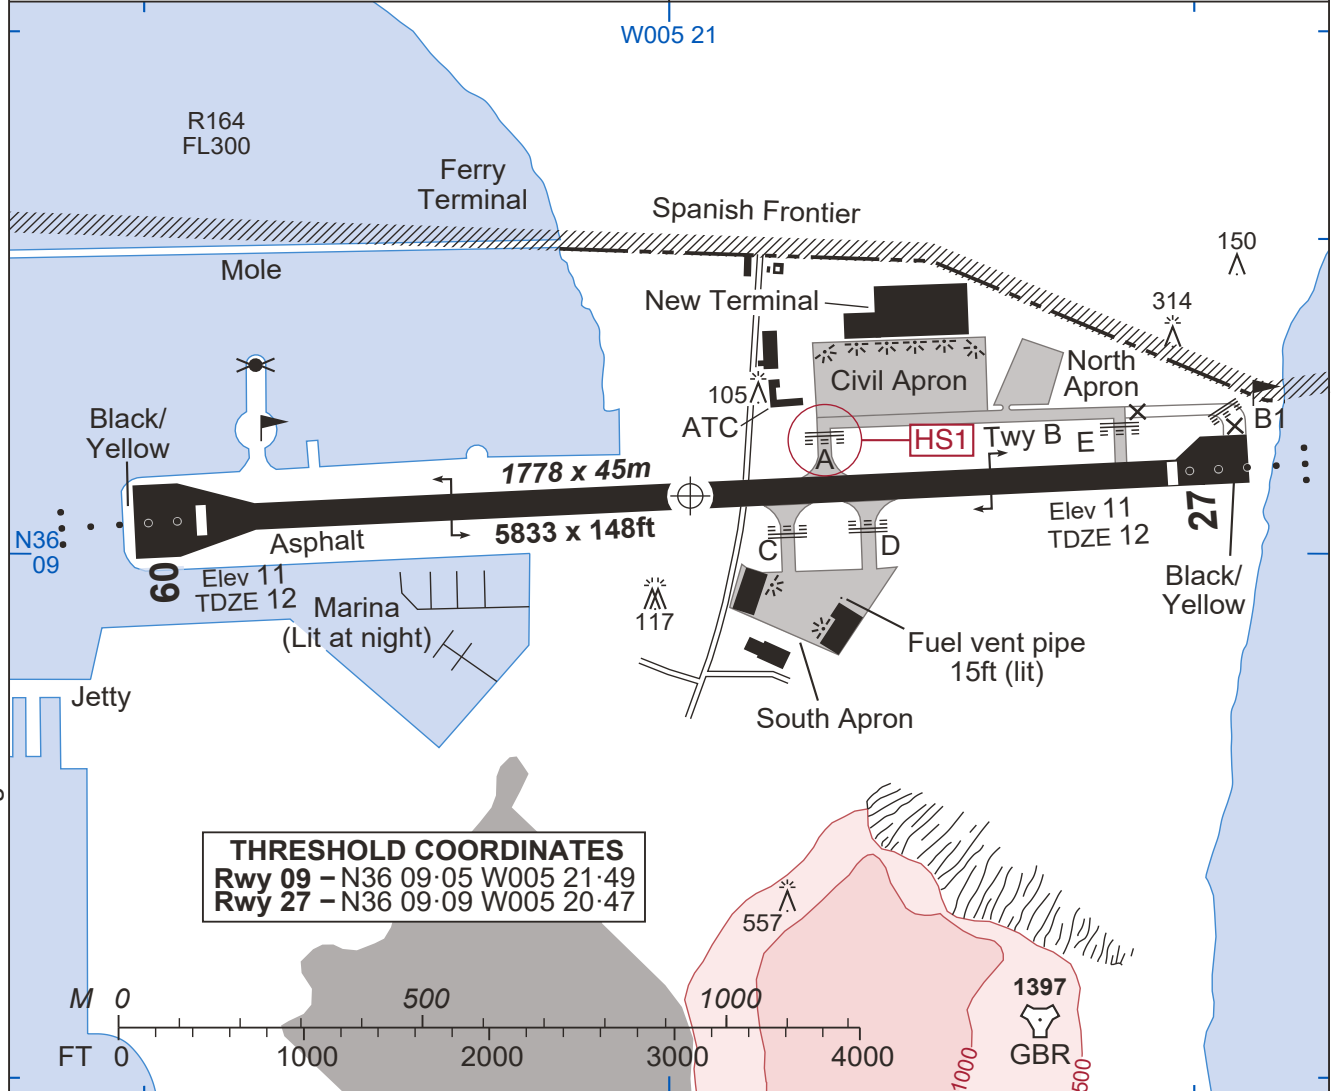 W005 21
R164
FL300
Ferry
Terminal
Spanish Frontier
150
Mole
New Terminal
314
North
Apron
Civil Apron
105
ATC
B1
Black/
Yellow
HS1
Twy B
E
A
1778 x 45m
5833 x 148ft
27
Elev 11
TDZE 12
Asphalt
N36
09
C
D
09
Elev 11
TDZE 12
Black/
Yellow
Marina
(Lit at night)
117
Fuel vent pipe
15ft (lit)
Jetty
South Apron
THRESHOLD COORDINATES
Rwy 09 – N36 09·05 W005 21·49
Rwy 27 – N36 09·09 W005 20·47
557
1397
GBR
M 0 500 1000
FT 0 1000 2000 3000 4000
1000
500